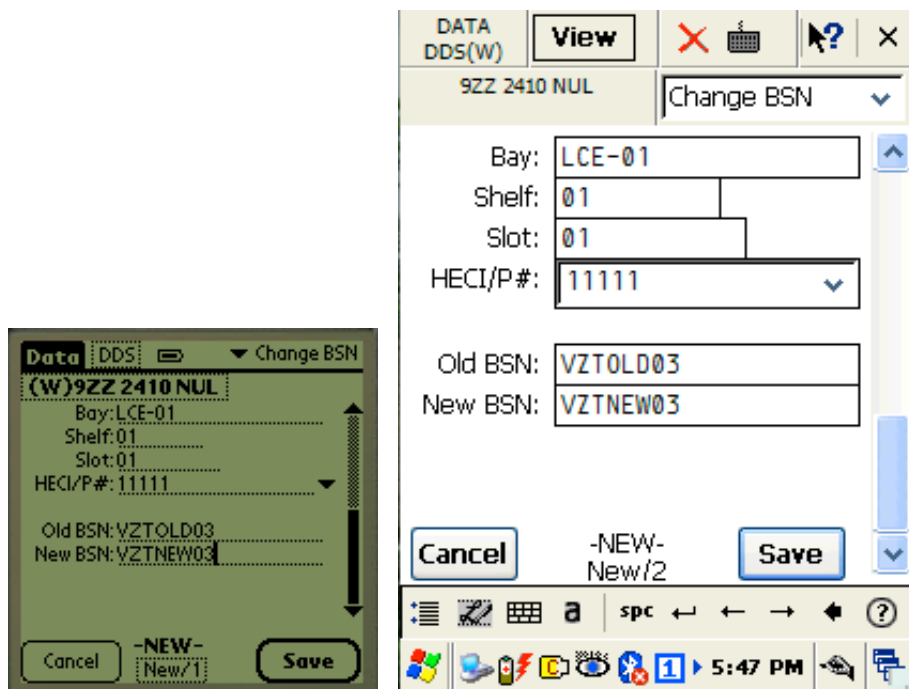 Data DDS Change BSN
(W)9ZZ 2410 NUL
Bay: LCE-01
Shelf: 01
Slot: 01
HECI/P#: 11111
Old BSN: VZTOLD03
New BSN: VZTNEW03
Cancel -NEW- Save
New/1
DATA View
DDS(W)
9ZZ 2410 NUL Change BSN
Bay: LCE-01
Shelf: 01
Slot: 01
HECI/P#: 11111
Old BSN: VZTOLD03
New BSN: VZTNEW03
Cancel -NEW- Save
New/2
a spc
1 5:47 PM